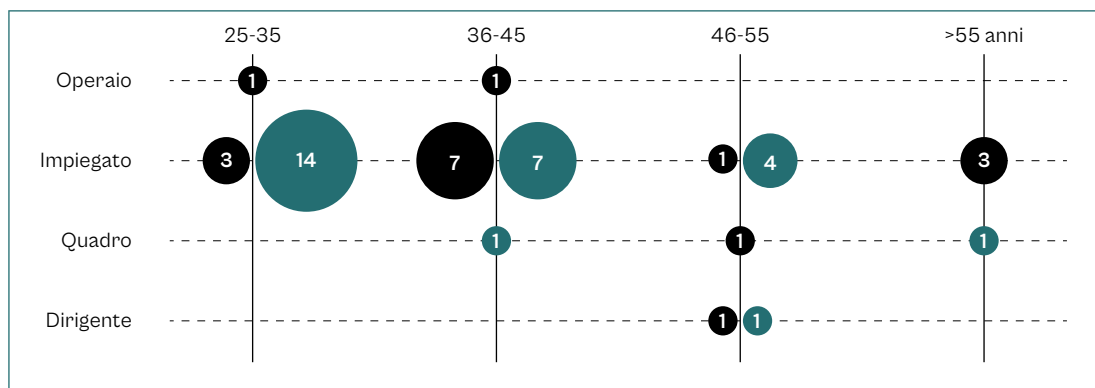 25-35 36-45 46-55 >55 anni
Operaio 1 1
Impiegato 3 14 7 7 1 4 3
Quadro 1 1 1
Dirigente 1 1